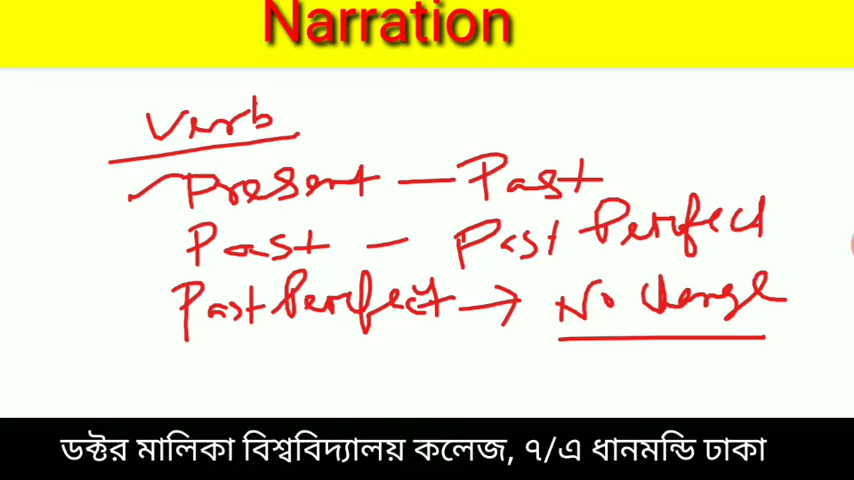 Narration
Verb
Present - Past
Past - Past Perfect
Past Perfect → No change
ডক্টর মালিকা বিশ্ববিদ্যালয় কলেজ, ৭/এ ধানমন্ডি ঢাকা